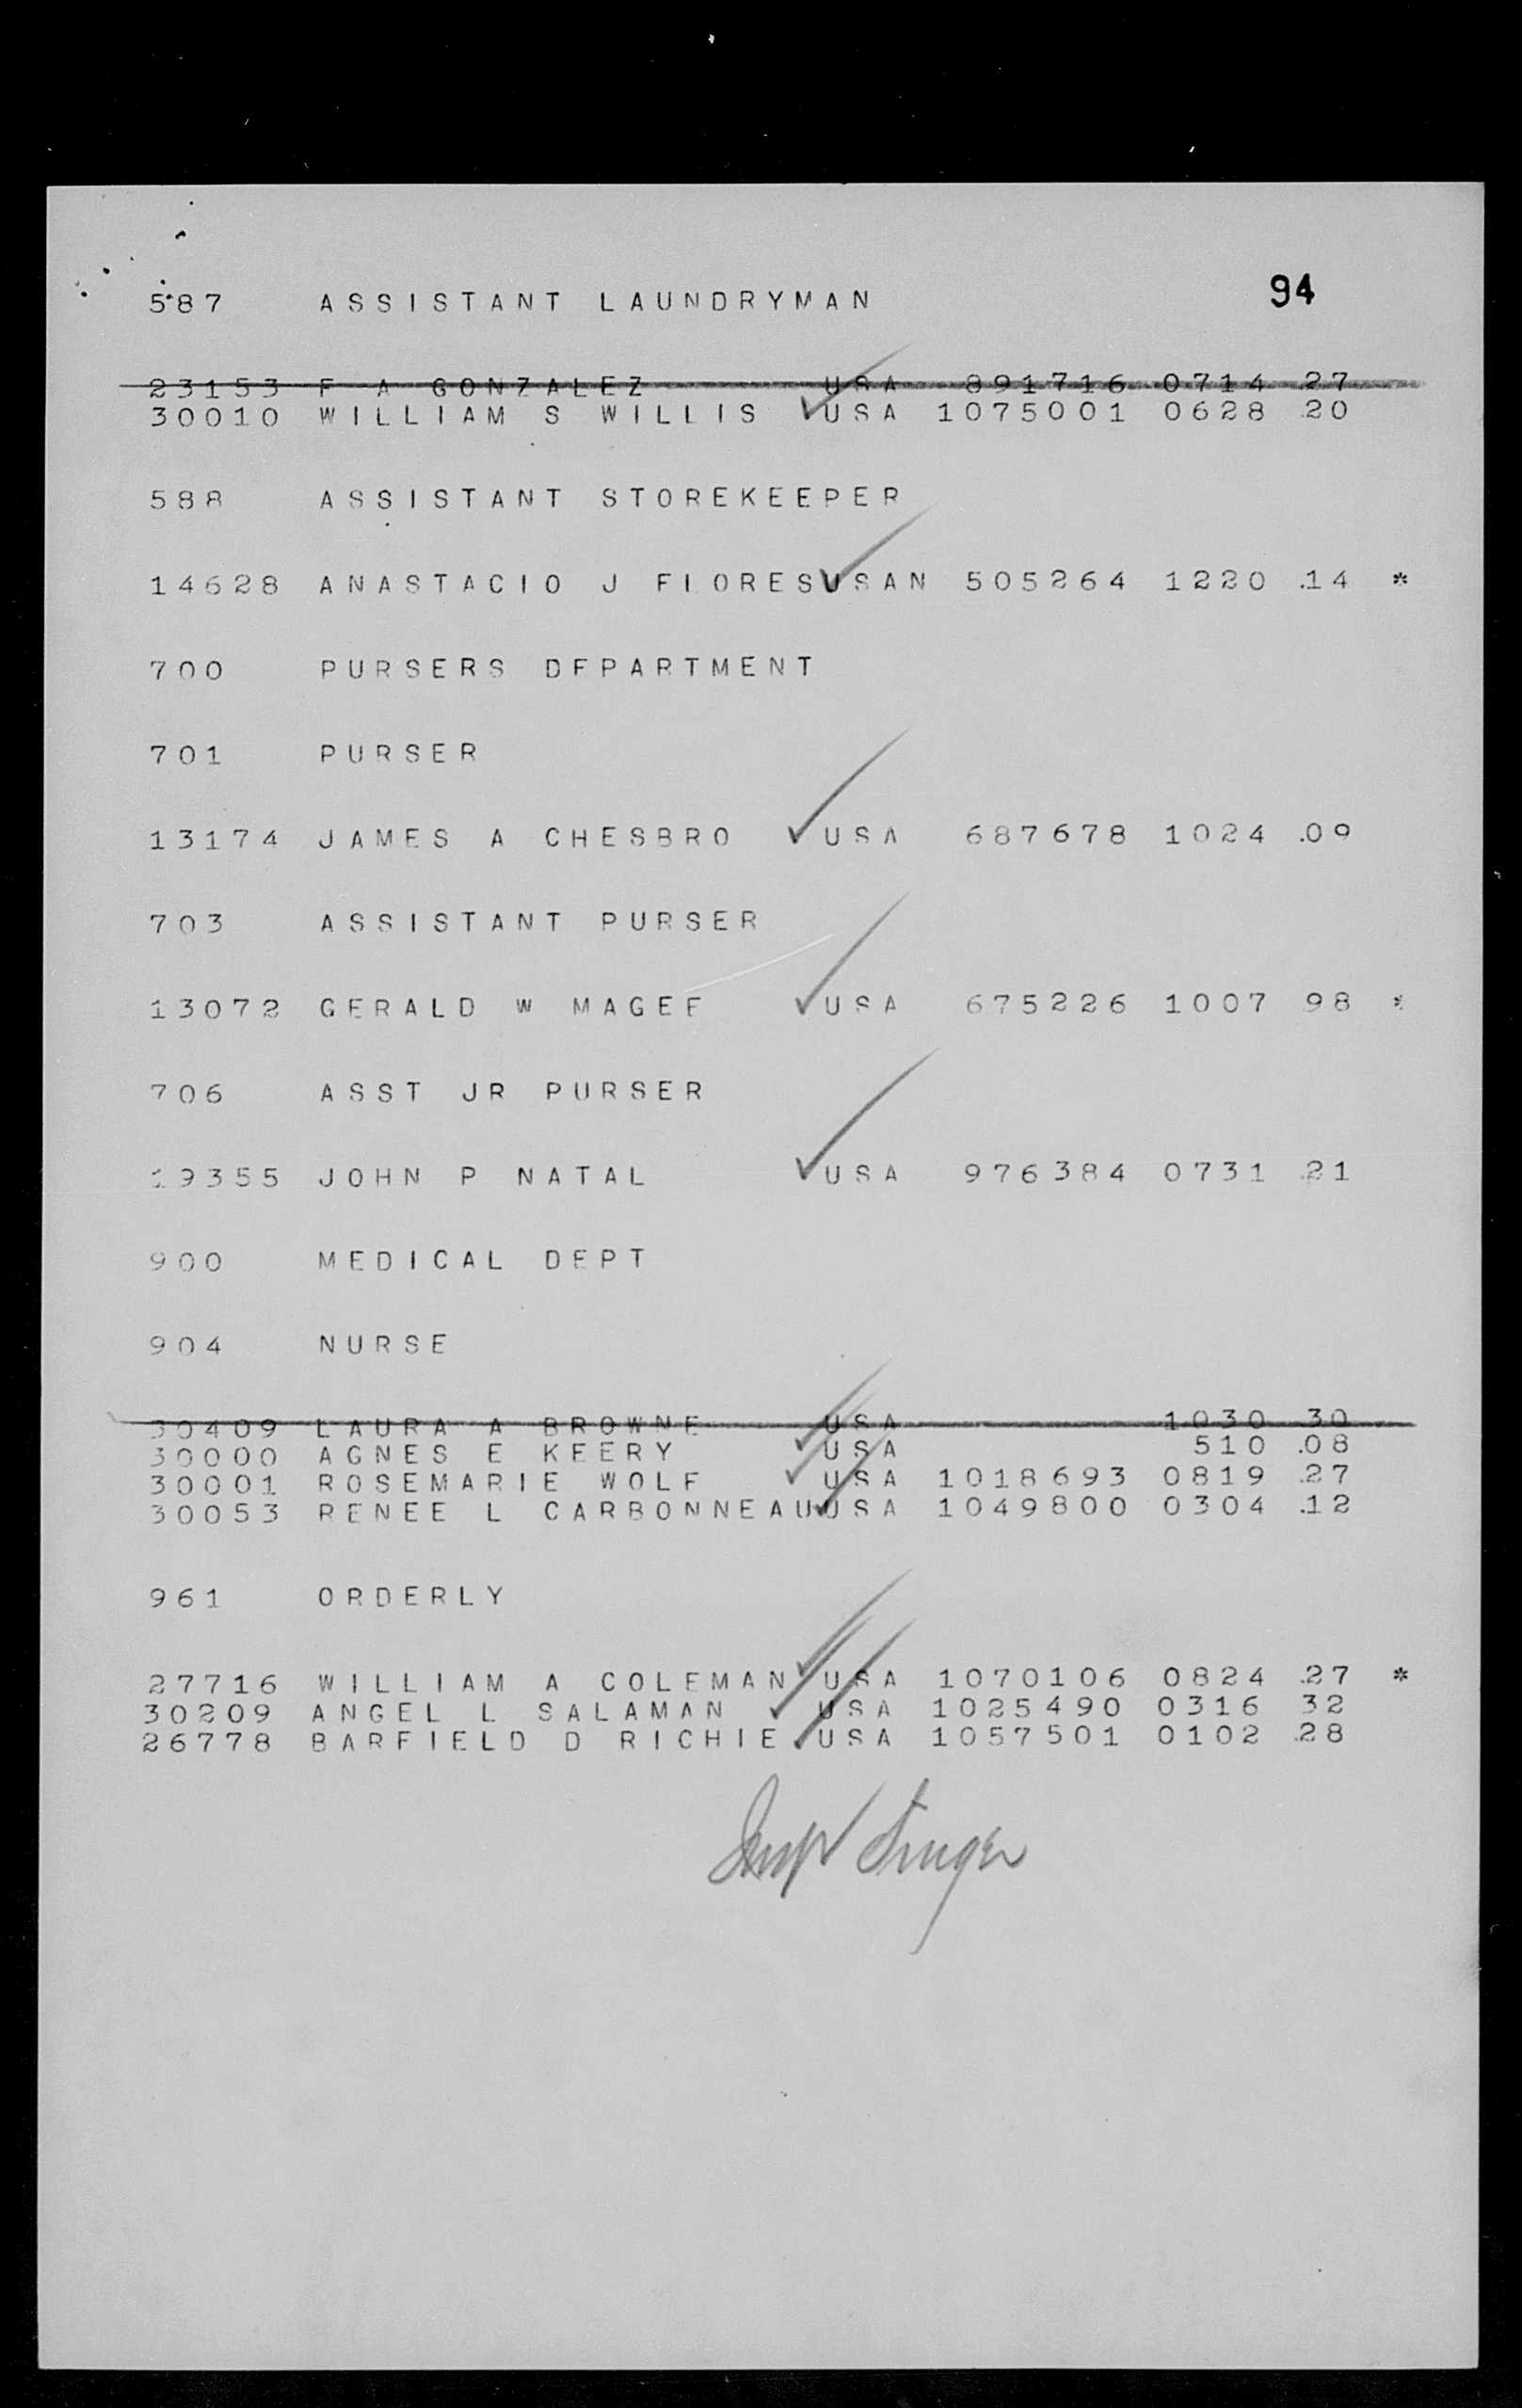 94
587 ASSISTANT LAUNDRYMAN
23153 F A GONZALEZ USA 891716 0714 27
30010 WILLIAM S WILLIS USA 1075001 0628 .20
588 ASSISTANT STOREKEEPER
14628 ANASTACIO J FIORES USAN 505264 1220 .14 *
700 PURSERS DFPARTMENT
701 PURSER
13174 JAMES A CHESBRO USA 687678 1024 .09
703 ASSISTANT PURSER
13072 GERALD W MAGEF USA 675226 1007 98 *
706 ASST JR PURSER
19355 JOHN P NATAL USA 976384 0731 .21
900 MEDICAL DEPT
904 NURSE
30409 LAURA A BROWNE USA 1030 30
30000 AGNES E KEERY USA 510 .08
30001 ROSEMARIE WOLF USA 1018693 0819 .27
30053 RENEE L CARBONNEAU USA 1049800 0304 .12
961 ORDERLY
27716 WILLIAM A COLEMAN USA 1070106 0824 .27 *
30209 ANGEL L SALAMAN USA 1025490 0316 32
26778 BARFIELD D RICHIE USA 1057501 0102 .28